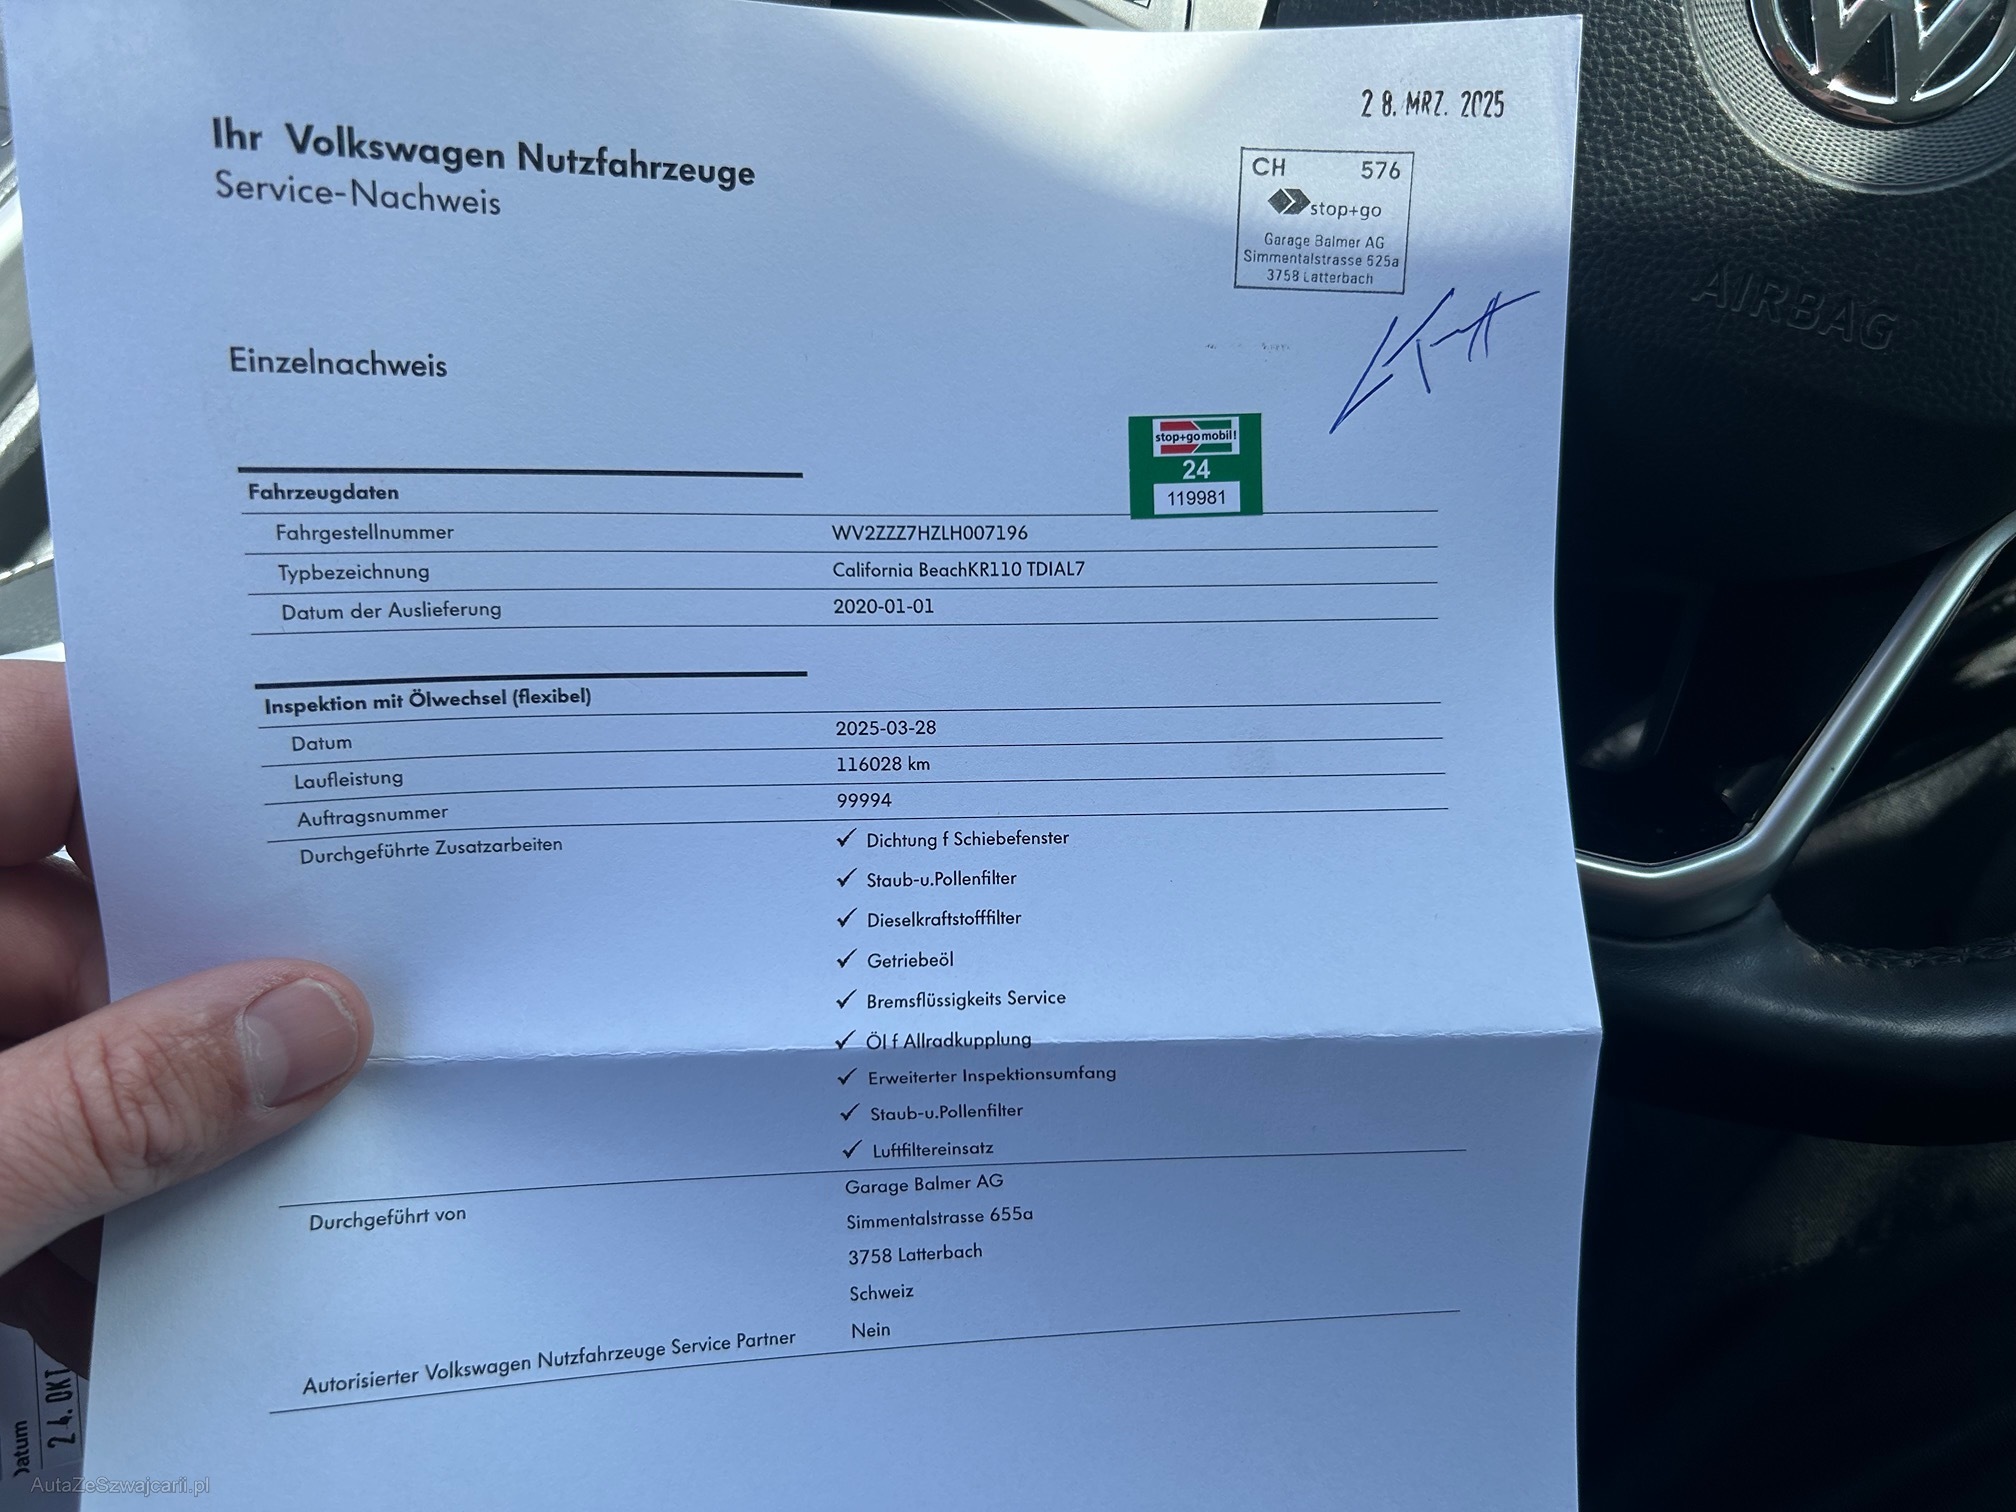 28. MRZ. 2025
Ihr Volkswagen Nutzfahrzeuge
Service-Nachweis
CH 576
stop+go
Garage Balmer AG
Simmentalstrasse 625a
3758 Latterbach
AIRBAG
Einzelnachweis
stop+go mobil!
24
119981
Fahrzeugdaten
Fahrgestellnummer WV2ZZZ7HZLH007196
Typbezeichnung California BeachKR110 TDIAL7
Datum der Auslieferung 2020-01-01
Inspektion mit Ölwechsel (flexibel)
Datum 2025-03-28
Laufleistung 116028 km
Auftragsnummer 99994
Durchgeführte Zusatzarbeiten ✓ Dichtung f Schiebefenster
✓ Staub-u.Pollenfilter
✓ Dieselkraftstofffilter
✓ Getriebeöl
✓ Bremsflüssigkeits Service
✓ Öl f Allradkupplung
✓ Erweiterter Inspektionsumfang
✓ Staub-u.Pollenfilter
✓ Luftfiltereinsatz
Durchgeführt von Garage Balmer AG
Simmentalstrasse 655a
3758 Latterbach
Schweiz
Autorisierter Volkswagen Nutzfahrzeuge Service Partner Nein
Datum
24. OKT
AutaZeSzwajcarii.pl